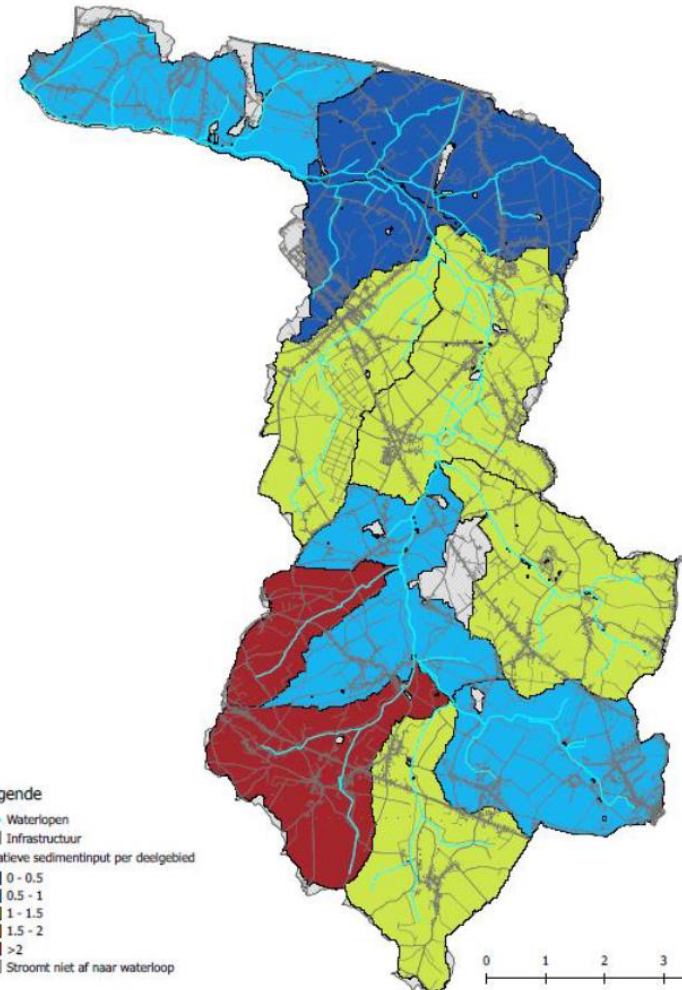 gende
Waterlopen
Infrastructuur
atieve sedimentinput per deelgebied
0 - 0.5
0.5 - 1
1 - 1.5
1.5 - 2
>2
Stroomt niet af naar waterloop
0 1 2 3